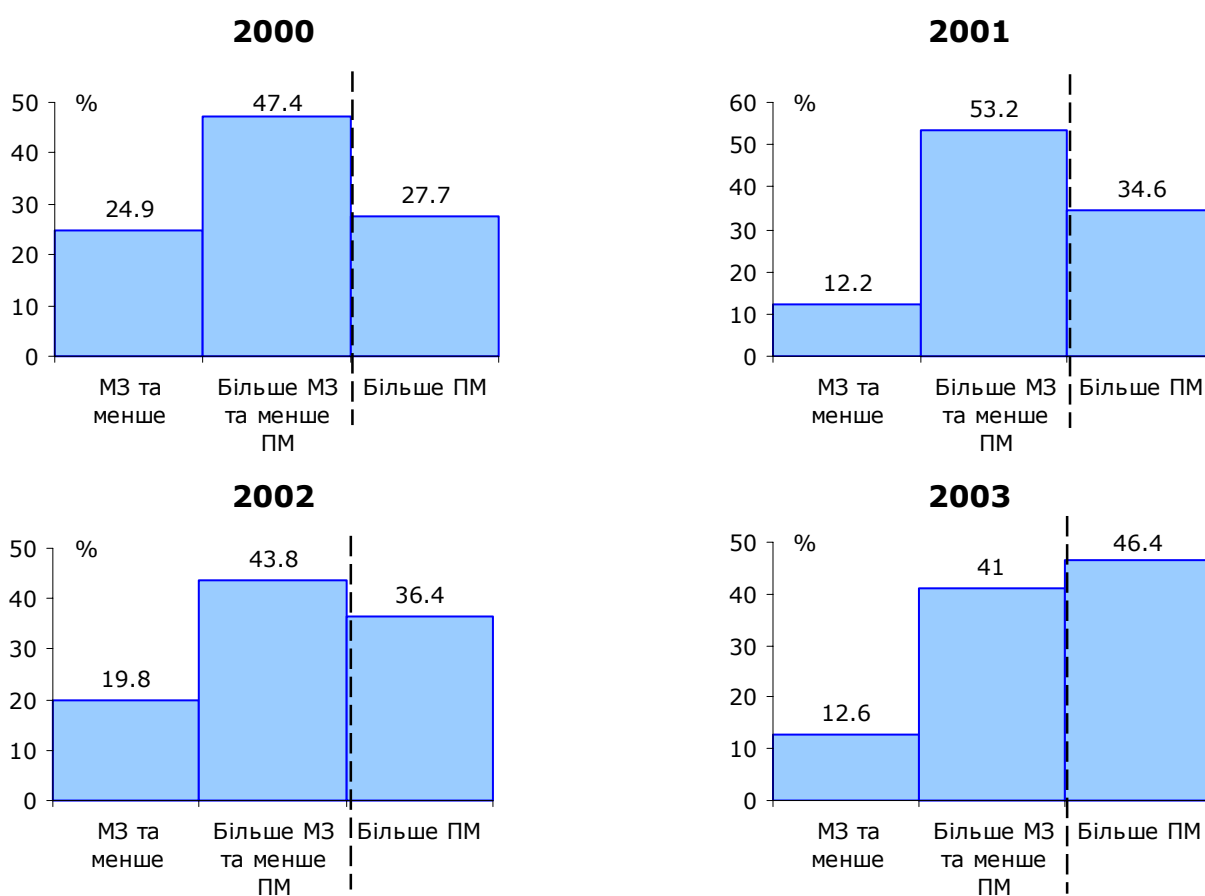 2000
50
%
47.4
40
30
27.7
24.9
20
10
0
МЗ та
менше
Більше МЗ
та менше
ПМ
Більше ПМ
2001
60
%
53.2
50
40
34.6
30
20
12.2
10
0
МЗ та
менше
Більше МЗ
та менше
ПМ
Більше ПМ
2002
50
%
43.8
40
36.4
30
20
19.8
10
0
МЗ та
менше
Більше МЗ
та менше
ПМ
Більше ПМ
2003
50
%
46.4
41
40
30
20
12.6
10
0
МЗ та
менше
Більше МЗ
та менше
ПМ
Більше ПМ